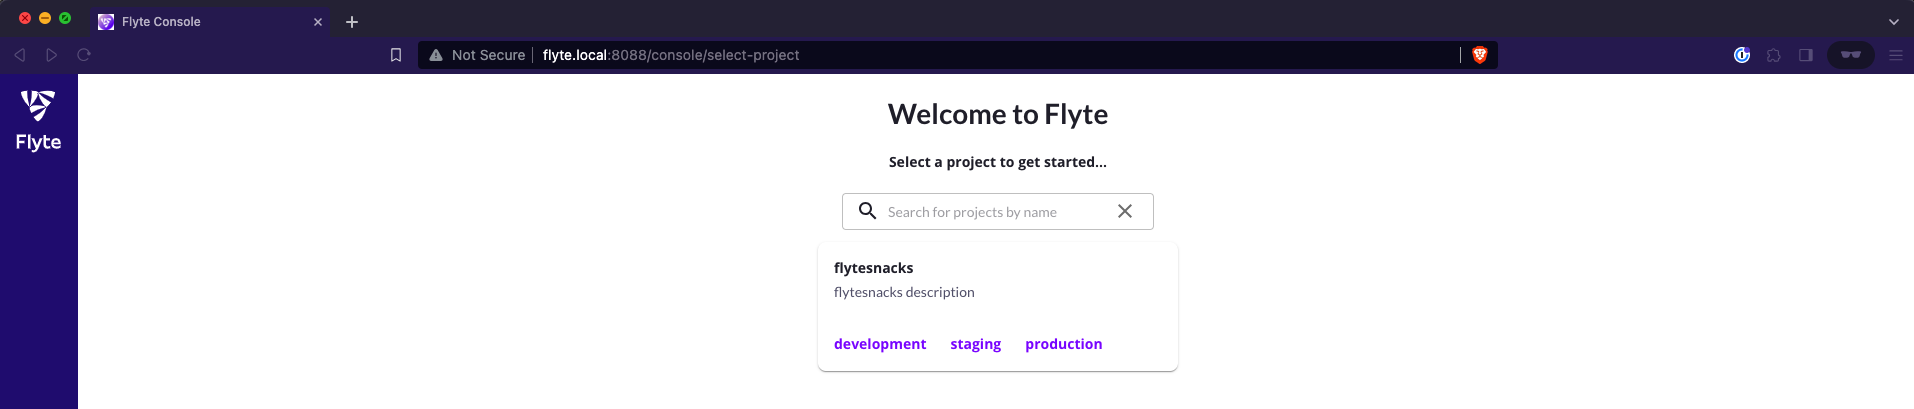 Flyte Console
Not Secure flyte.local:8088/console/select-project
Flyte
Welcome to Flyte
Select a project to get started...
Search for projects by name
flytesnacks
flytesnacks description
development staging production